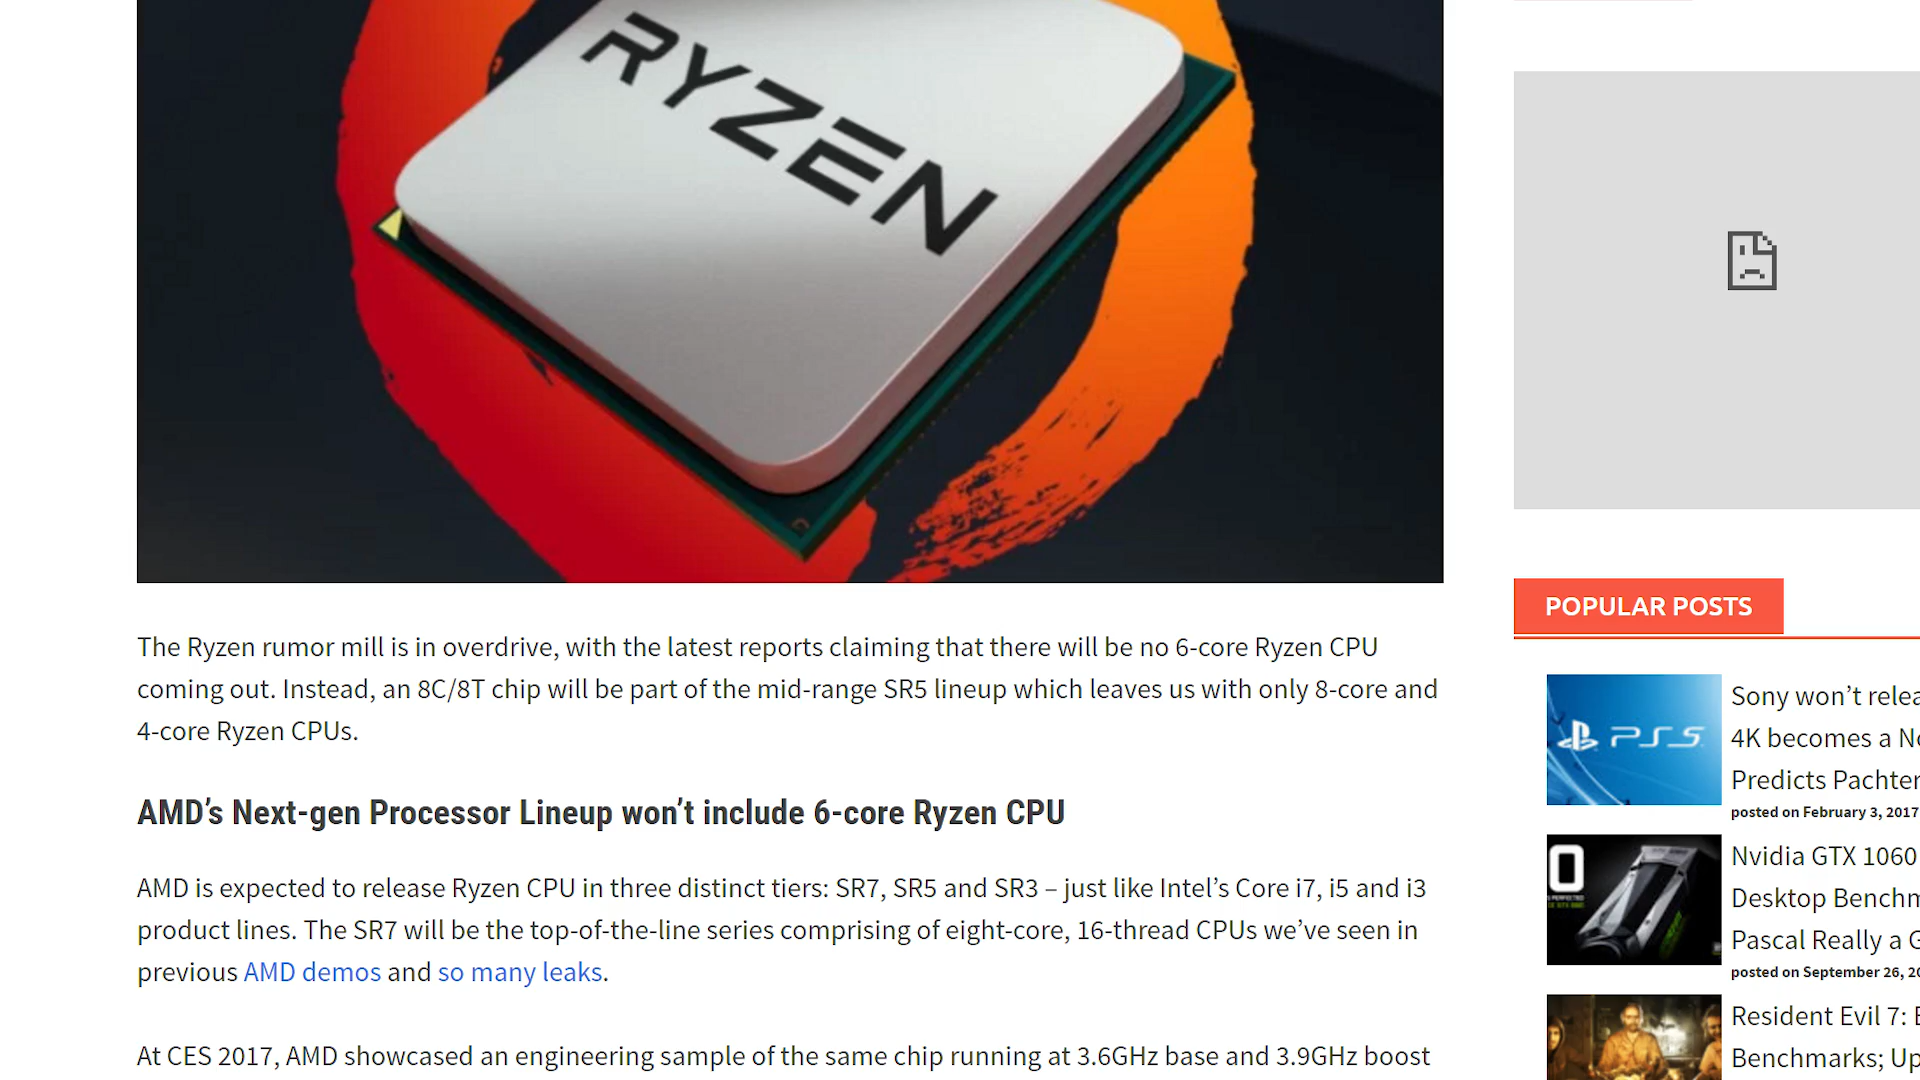 RYZEN
The Ryzen rumor mill is in overdrive, with the latest reports claiming that there will be no 6-core Ryzen CPU
coming out. Instead, an 8C/8T chip will be part of the mid-range SR5 lineup which leaves us with only 8-core and
4-core Ryzen CPUs.
AMD’s Next-gen Processor Lineup won’t include 6-core Ryzen CPU
AMD is expected to release Ryzen CPU in three distinct tiers: SR7, SR5 and SR3 – just like Intel’s Core i7, i5 and i3
product lines. The SR7 will be the top-of-the-line series comprising of eight-core, 16-thread CPUs we’ve seen in
previous AMD demos and so many leaks.
At CES 2017, AMD showcased an engineering sample of the same chip running at 3.6GHz base and 3.9GHz boost
POPULAR POSTS
PS5
Sony won’t relea
4K becomes a No
Predicts Pachter
posted on February 3, 2017
Nvidia GTX 1060
Desktop Benchm
Pascal Really a G
posted on September 26, 20
Resident Evil 7:
Benchmarks; Up